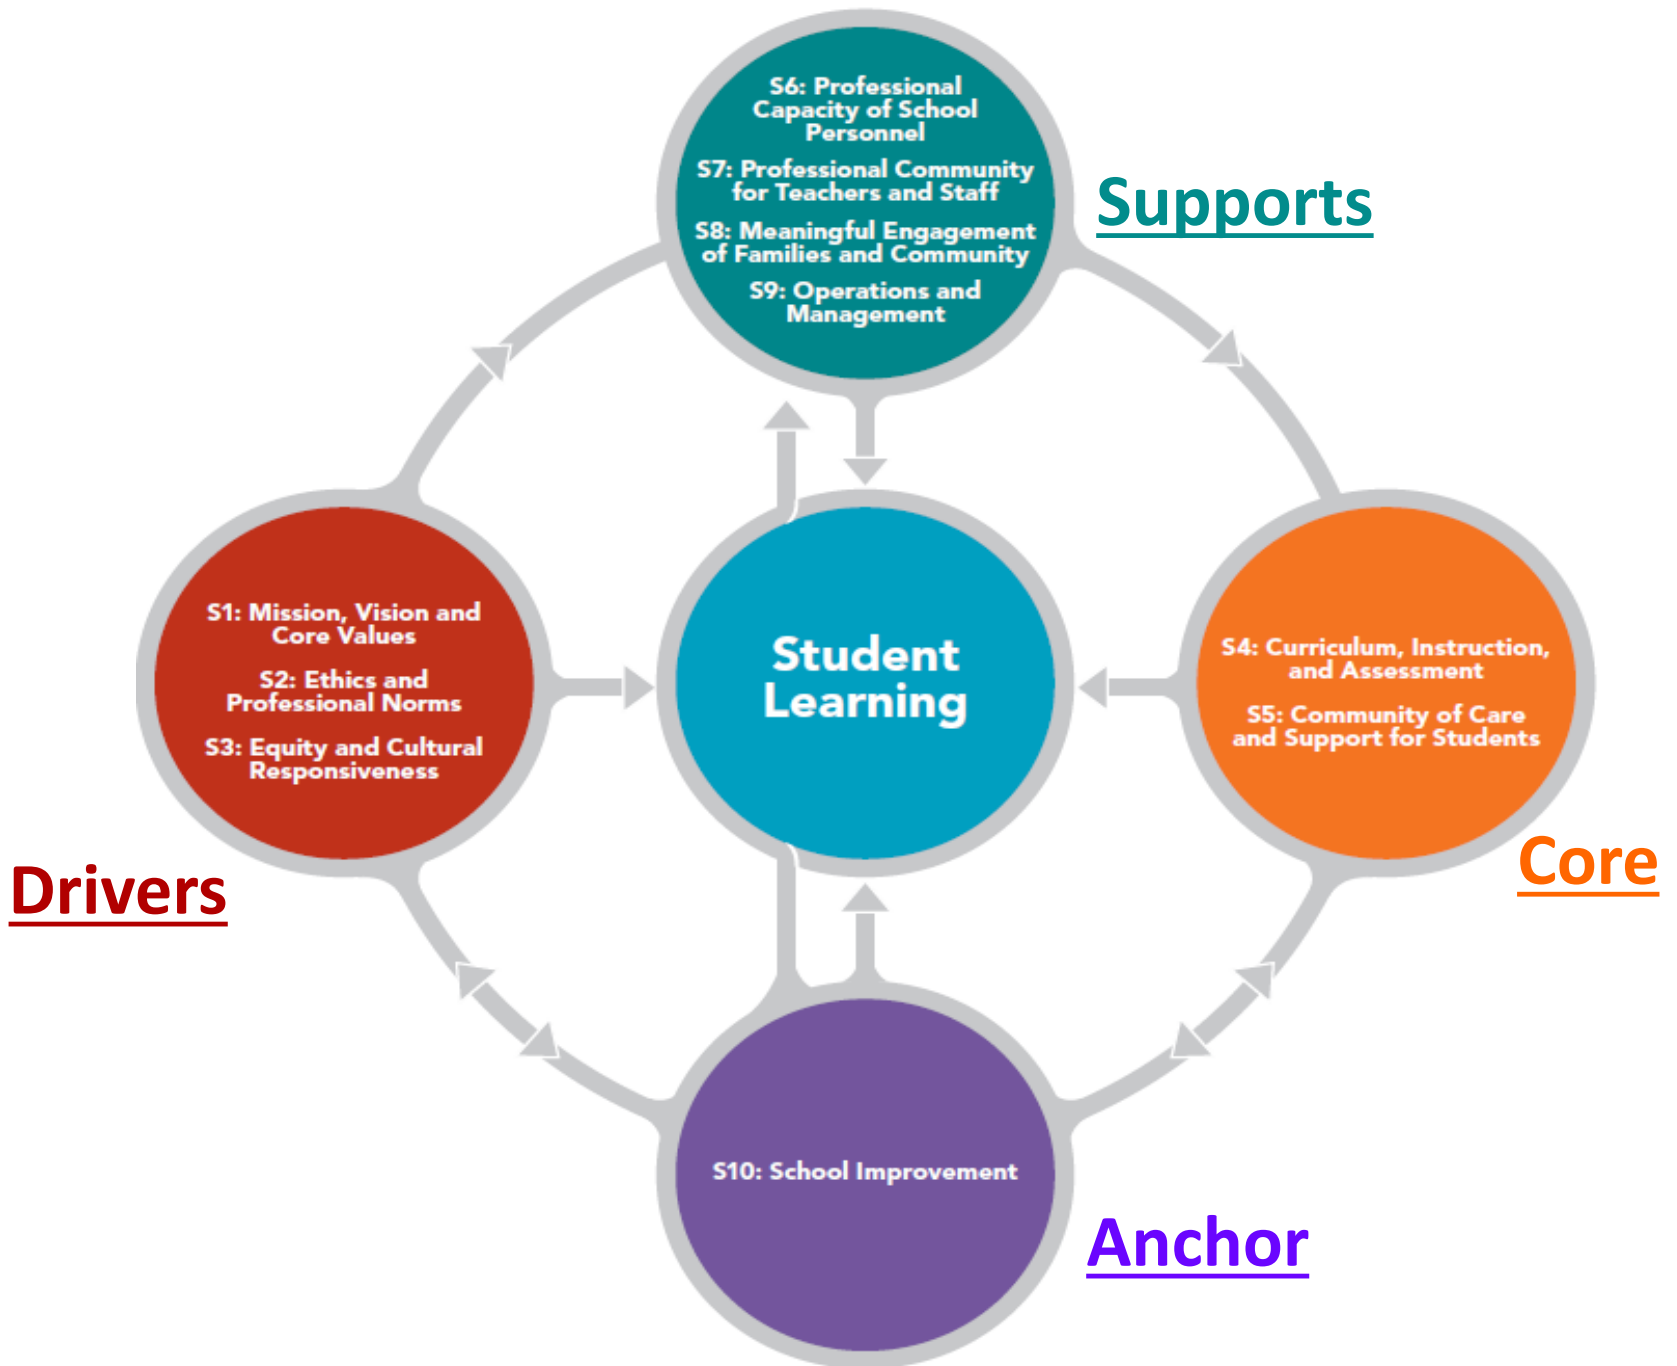 S6: Professional
Capacity of School
Personnel
S7: Professional Community
for Teachers and Staff
S8: Meaningful Engagement
of Families and Community
S9: Operations and
Management
Supports
S1: Mission, Vision and
Core Values
S2: Ethics and
Professional Norms
S3: Equity and Cultural
Responsiveness
Drivers
Student
Learning
S4: Curriculum, Instruction,
and Assessment
S5: Community of Care
and Support for Students
Core
S10: School Improvement
Anchor